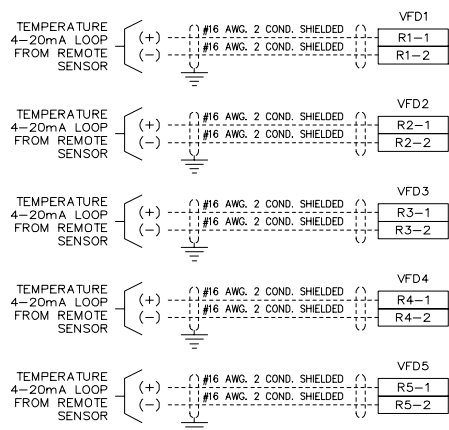 VFD1
TEMPERATURE
4-20mA LOOP
FROM REMOTE
SENSOR
(+)
(-)
#16 AWG. 2 COND. SHIELDED
#16 AWG. 2 COND. SHIELDED
R1-1
R1-2
VFD2
TEMPERATURE
4-20mA LOOP
FROM REMOTE
SENSOR
(+)
(-)
#16 AWG. 2 COND. SHIELDED
#16 AWG. 2 COND. SHIELDED
R2-1
R2-2
VFD3
TEMPERATURE
4-20mA LOOP
FROM REMOTE
SENSOR
(+)
(-)
#16 AWG. 2 COND. SHIELDED
#16 AWG. 2 COND. SHIELDED
R3-1
R3-2
VFD4
TEMPERATURE
4-20mA LOOP
FROM REMOTE
SENSOR
(+)
(-)
#16 AWG. 2 COND. SHIELDED
#16 AWG. 2 COND. SHIELDED
R4-1
R4-2
VFD5
TEMPERATURE
4-20mA LOOP
FROM REMOTE
SENSOR
(+)
(-)
#16 AWG. 2 COND. SHIELDED
#16 AWG. 2 COND. SHIELDED
R5-1
R5-2